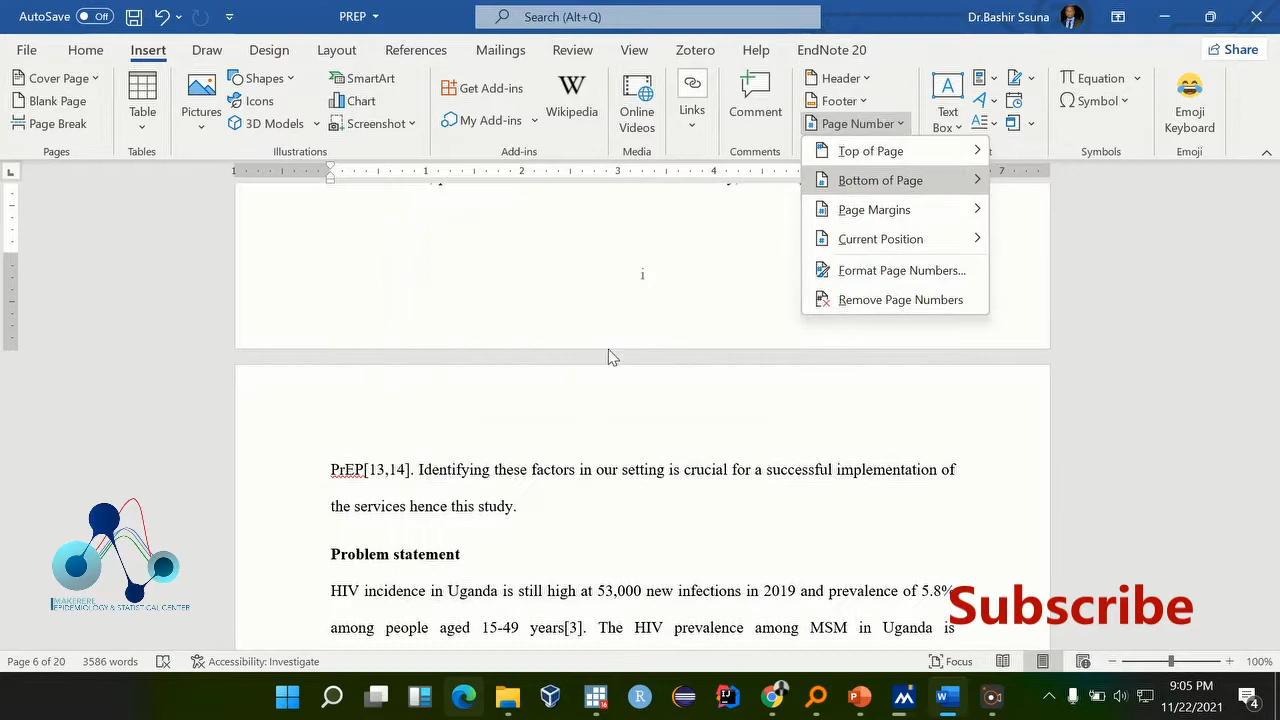 AutoSave Off PREP Search (Alt+Q) Dr.Bashir Ssuna
File Home Insert Draw Design Layout References Mailings Review View Zotero Help EndNote 20 Share
Cover Page
Blank Page
Page Break
Pages
Table
Tables
Pictures
Shapes
Icons
3D Models
SmartArt
Chart
Screenshot
Illustrations
Get Add-ins
My Add-ins
Wikipedia
Add-ins
Online
Videos
Media
Links
Comment
Comments
Header
Footer
Page Number
Text
Box
Equation
Symbol
Symbols
Emoji
Keyboard
Emoji
Top of Page
Bottom of Page
Page Margins
Current Position
Format Page Numbers...
Remove Page Numbers
1 1 2 3 4 7
i
PrEP[13,14]. Identifying these factors in our setting is crucial for a successful implementation of
the services hence this study.
Problem statement
HIV incidence in Uganda is still high at 53,000 new infections in 2019 and prevalence of 5.8%
among people aged 15-49 years[3]. The HIV prevalence among MSM in Uganda is
MAKERERE
EPIDEMIOLOGY & STATISTICAL CENTER
Subscribe
Page 6 of 20 3586 words Accessibility: Investigate Focus 100%
9:05 PM
11/22/2021
4